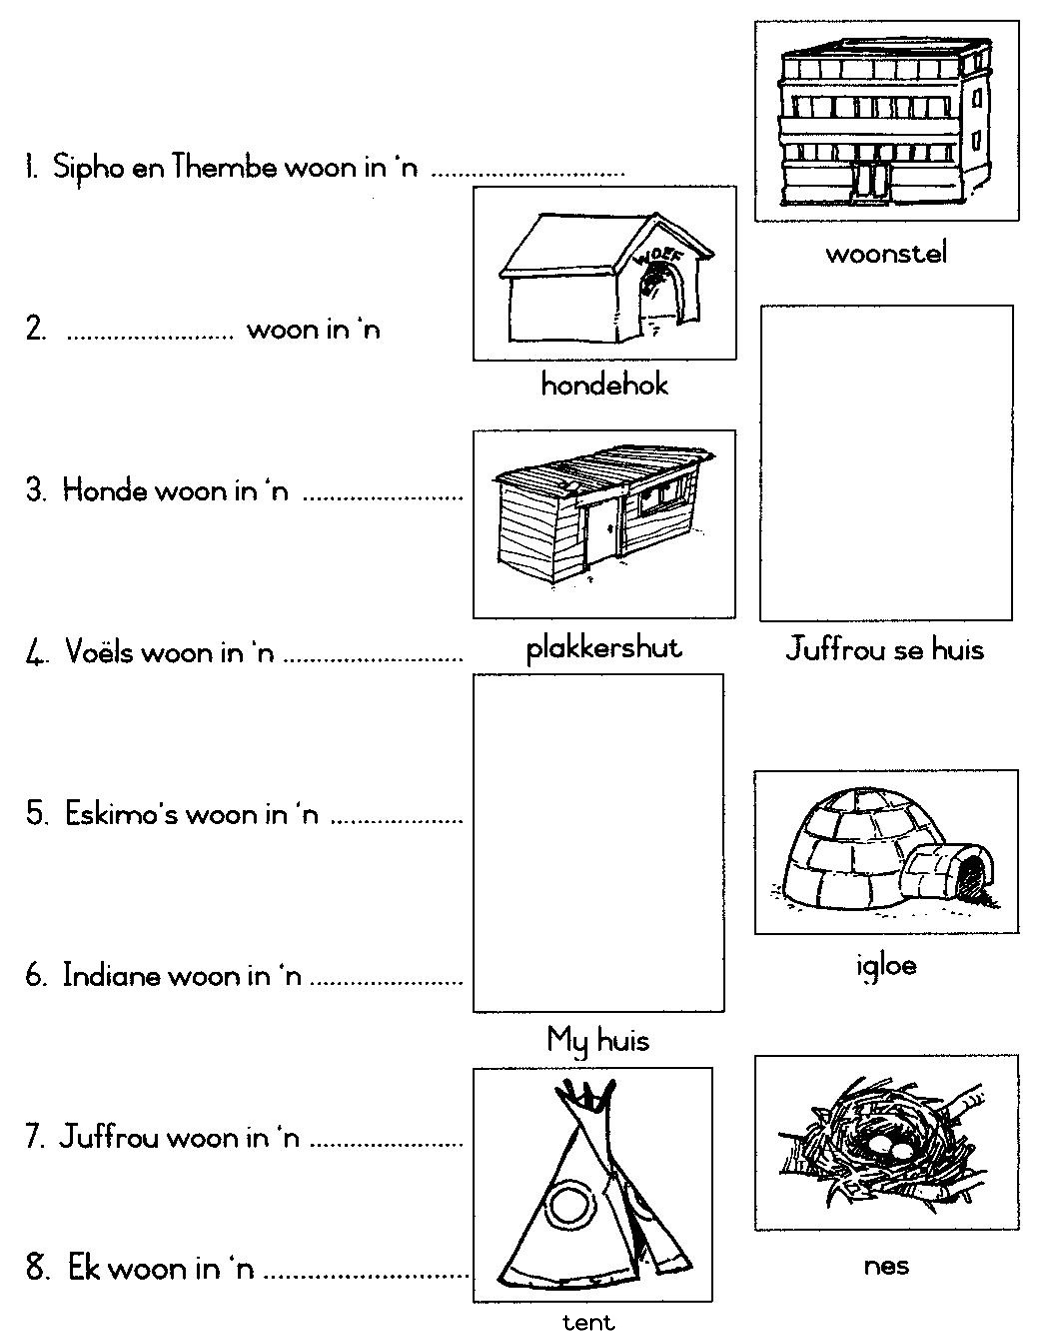 1. Sipho en Thembe woon in 'n ..........................
WOEF
woonstel
2. ......................... woon in 'n
hondehok
3. Honde woon in 'n ........................
4. Voëls woon in 'n ...........................
plakkershut
Juffrou se huis
5. Eskimo's woon in 'n ....................
igloe
6. Indiane woon in 'n .......................
My huis
7. Juffrou woon in 'n .......................
8. Ek woon in 'n ...............................
nes
tent